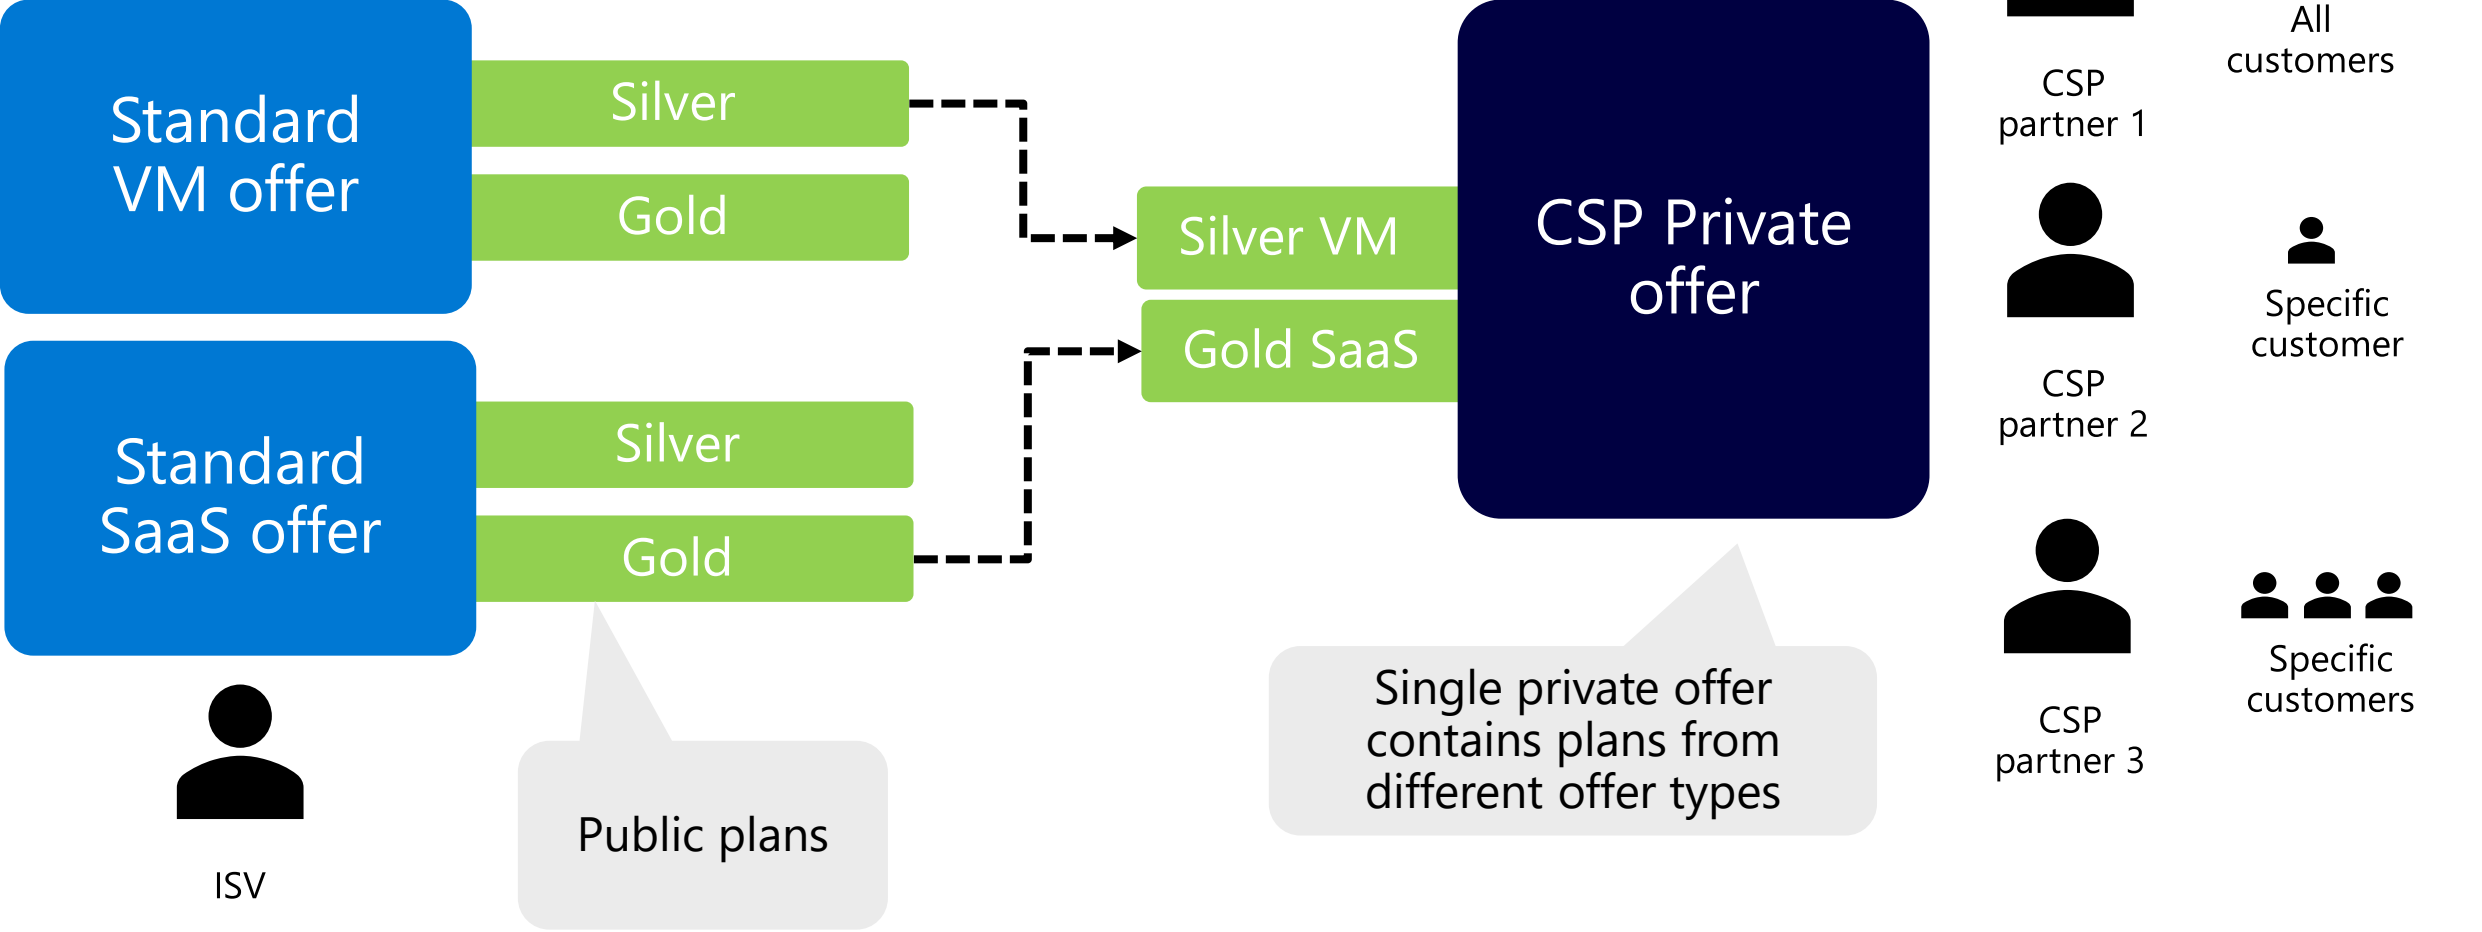 Standard
VM offer
Silver
Gold
Standard
SaaS offer
Silver
Gold
ISV
Public plans
Silver VM
Gold SaaS
CSP Private
offer
Single private offer
contains plans from
different offer types
CSP
partner 1
All
customers
CSP
partner 2
Specific
customer
CSP
partner 3
Specific
customers